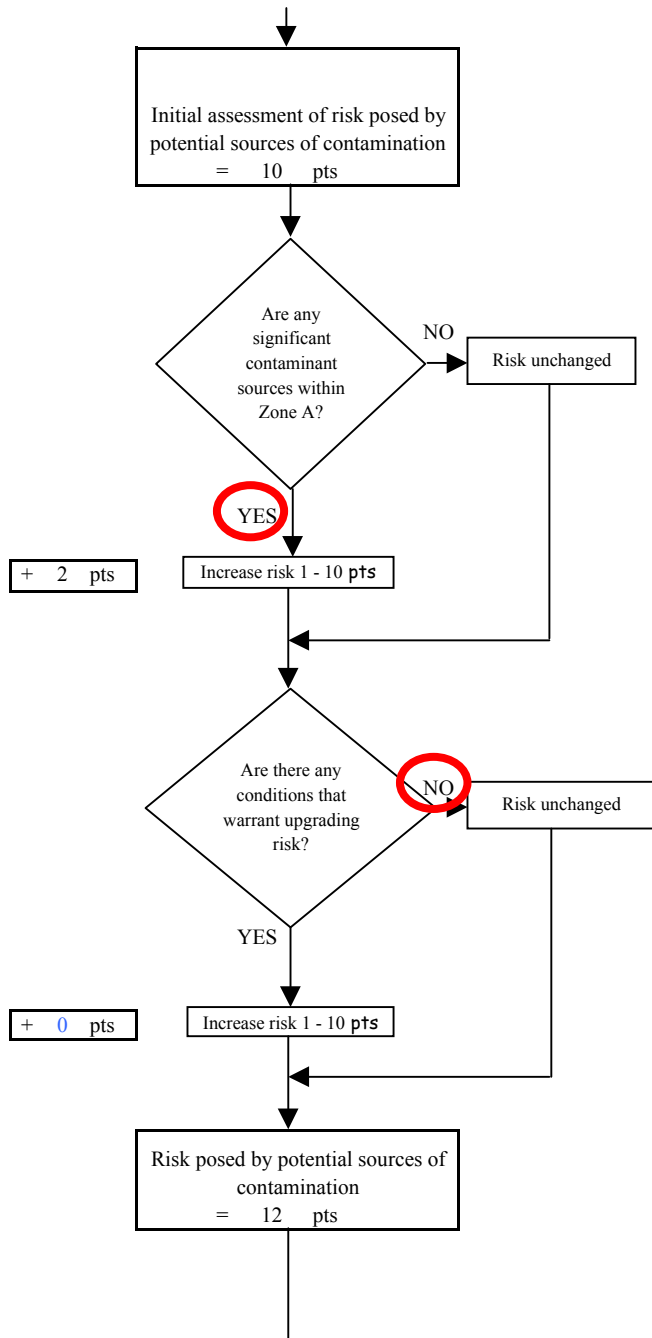 Initial assessment of risk posed by
potential sources of contamination
= 10 pts
Are any
significant
contaminant
sources within
Zone A?
NO
Risk unchanged
YES
+ 2 pts
Increase risk 1 - 10 pts
Are there any
conditions that
warrant upgrading
risk?
NO
Risk unchanged
YES
+ 0 pts
Increase risk 1 - 10 pts
Risk posed by potential sources of
contamination
= 12 pts